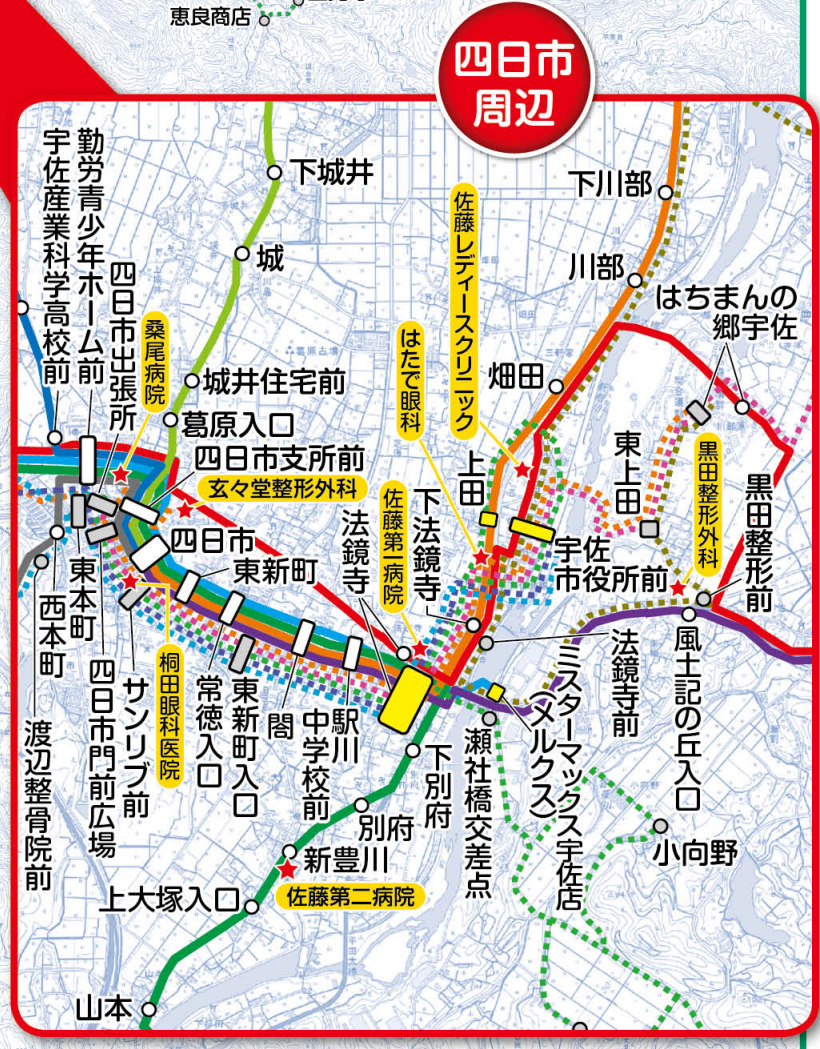 恵良商店
四日市
周辺
下城井
城
城井住宅前
葛原入口
四日市支所前
玄々堂整形外科
勤労青少年ホーム前
宇佐産業科学高校前
四日市出張所
桑尾病院
佐藤レディースクリニック
はたで眼科
下川部
川部
はちまんの
郷宇佐
畑田
上田
東上田
黒田整形外科
黒田整形前
宇佐
市役所前
佐藤第一病院
下法鏡寺
法鏡寺
四日市
東新町
東本町
西本町
渡辺整骨院前
四日市門前広場
サンリブ前
桐田眼科医院
常徳入口
東新町入口
閤
駅川
中学校前
下別府
別府
新豊川
佐藤第二病院
上大塚入口
山本
瀬社橋交差点
ミスターマックス宇佐店
(メルクス)
法鏡寺前
風土記の丘入口
小向野